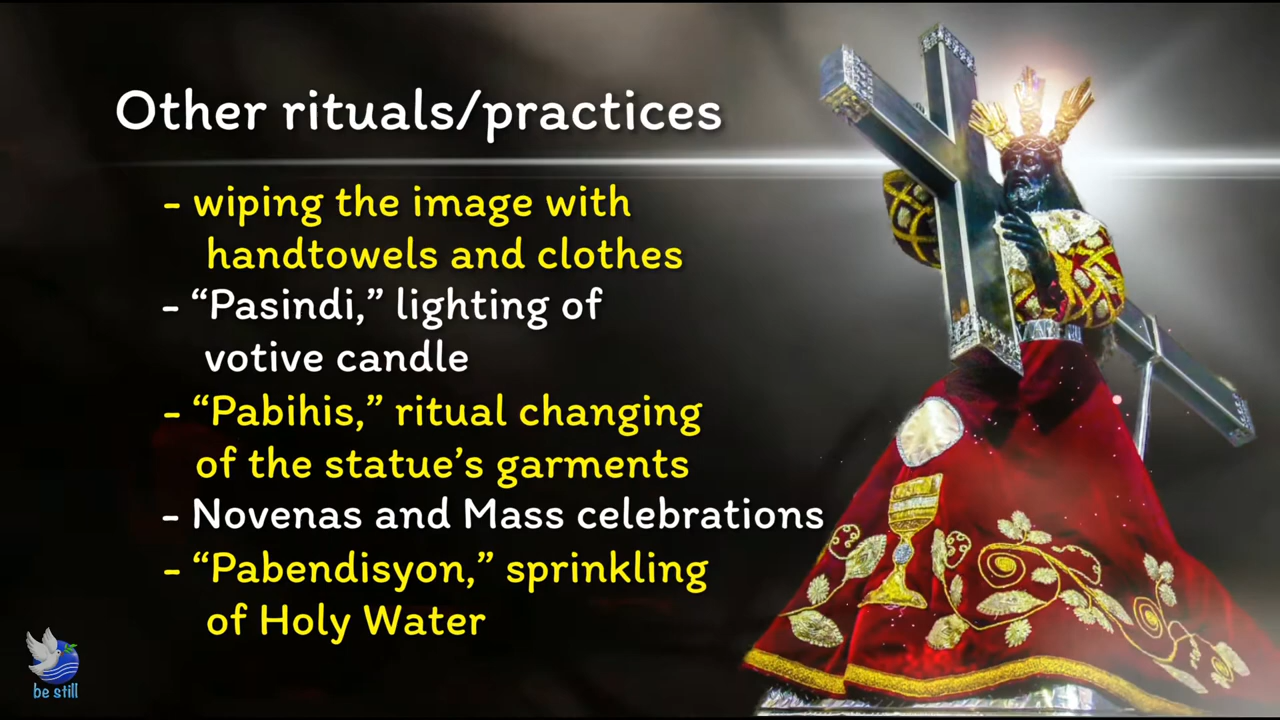 Other rituals/practices
- wiping the image with
handtowels and clothes
- “Pasindi,” lighting of
votive candle
- “Pabihis,” ritual changing
of the statue’s garments
- Novenas and Mass celebrations
- “Pabendisyon,” sprinkling
of Holy Water
be still